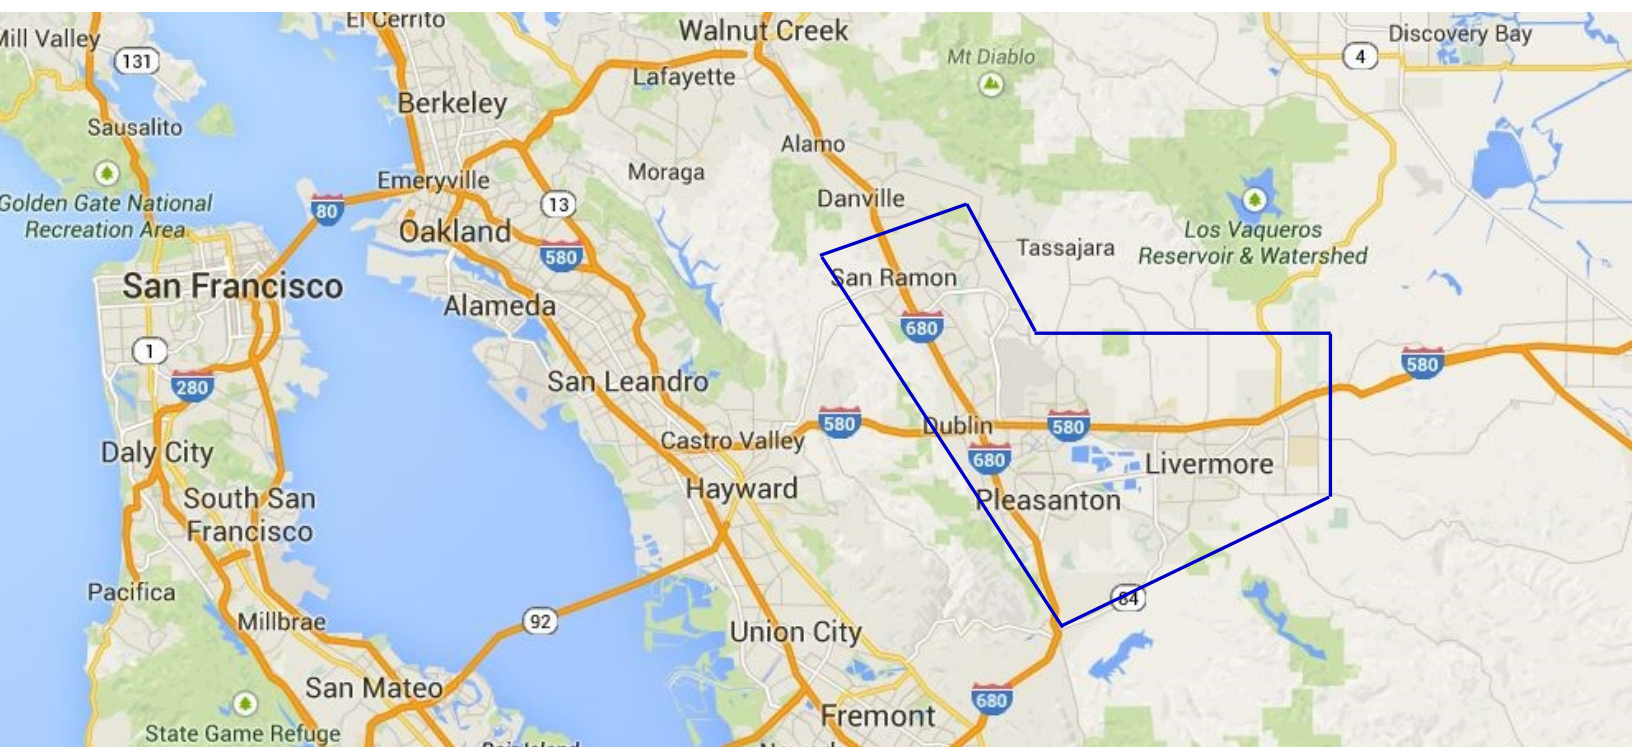 El Cerrito
Walnut Creek
Mill Valley
131
Discovery Bay
4
Mt Diablo
Lafayette
Berkeley
Sausalito
Alamo
Moraga
Emeryville
Danville
Golden Gate National
Recreation Area
80
13
Oakland
Los Vaqueros
Reservoir & Watershed
Tassajara
580
San Francisco
San Ramon
Alameda
680
1
280
580
San Leandro
580
Dublin
580
Castro Valley
Daly City
680
Livermore
Hayward
Pleasanton
South San
Francisco
Pacifica
84
Millbrae
92
Union City
San Mateo
680
Fremont
State Game Refuge